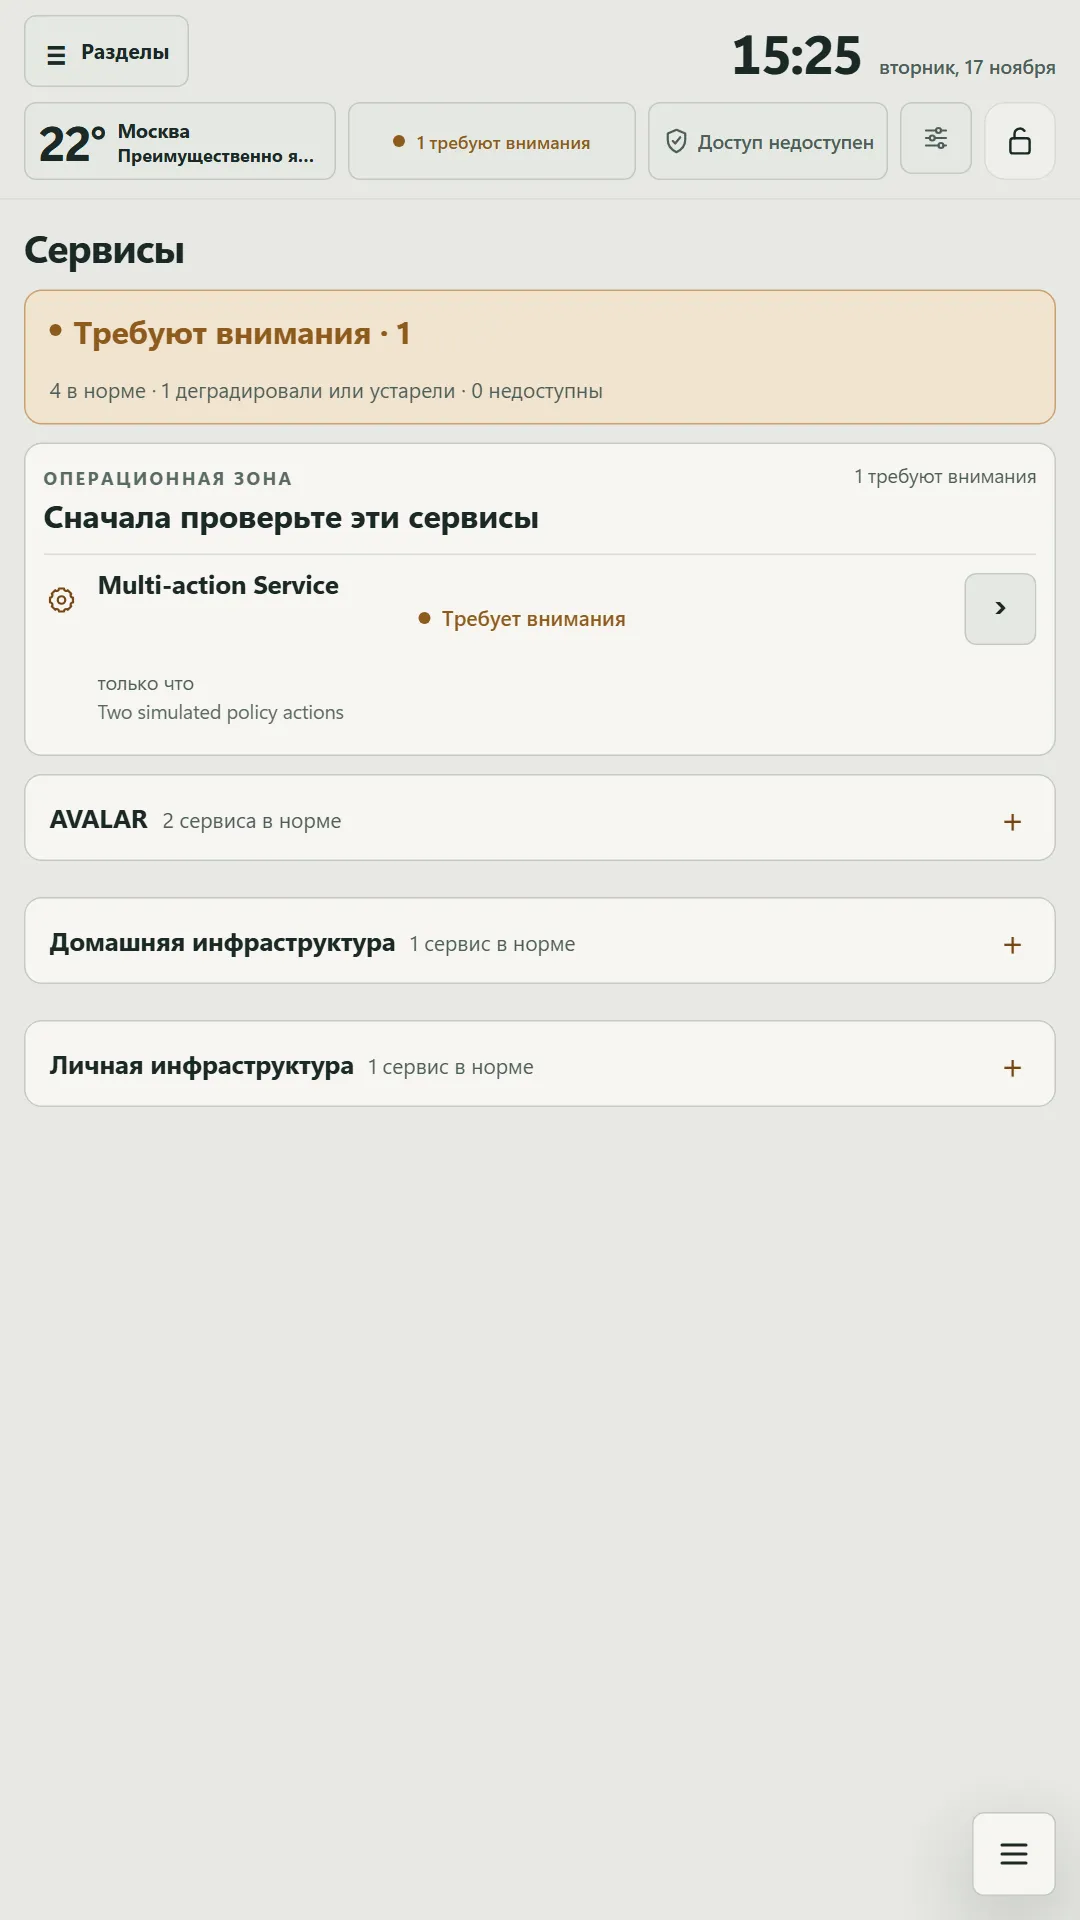 Разделы
15:25 вторник, 17 ноября
22° Москва
Преимущественно я...
1 требуют внимания
Доступ недоступен
Сервисы
Требуют внимания · 1
4 в норме · 1 деградировали или устарели · 0 недоступны
ОПЕРАЦИОННАЯ ЗОНА
1 требуют внимания
Сначала проверьте эти сервисы
Multi-action Service
Требует внимания
только что
Two simulated policy actions
AVALAR 2 сервиса в норме
Домашняя инфраструктура 1 сервис в норме
Личная инфраструктура 1 сервис в норме